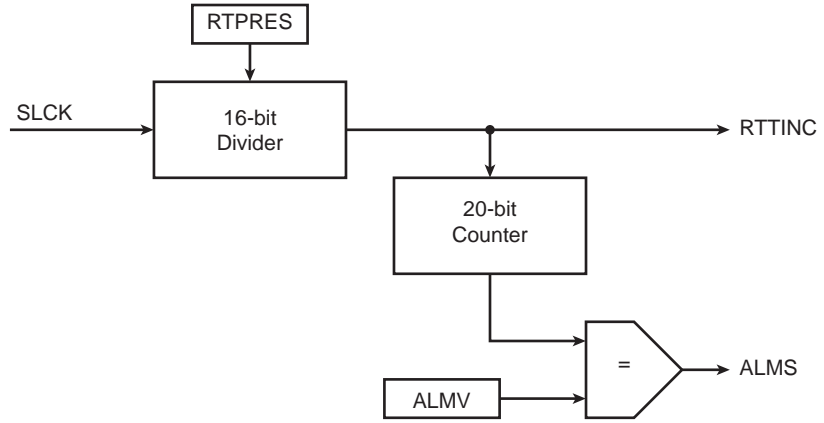 RTPRES
SLCK
16-bit
Divider
RTTINC
20-bit
Counter
=
ALMS
ALMV